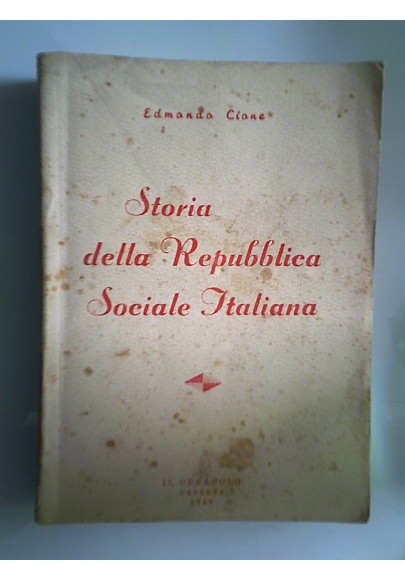 Edmondo Cione
Storia
della Repubblica
Sociale Italiana
IL CENACOLO
CASERTA